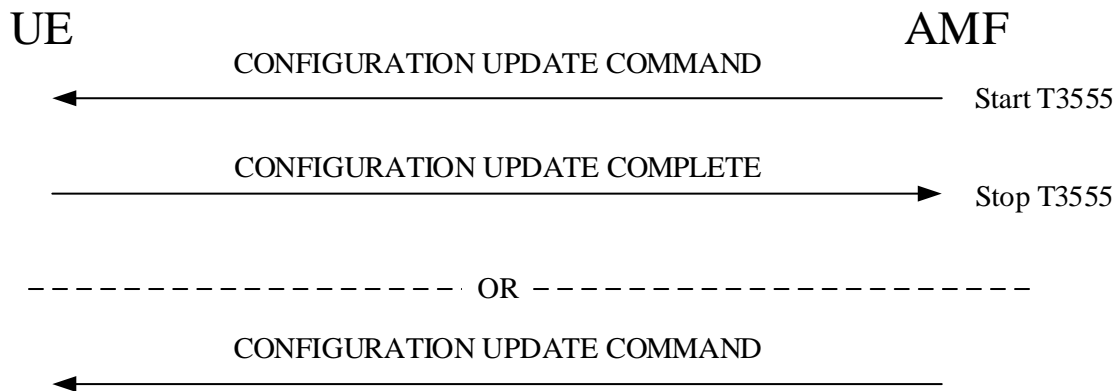 UE
AMF
CONFIGURATION UPDATE COMMAND
Start T3555
CONFIGURATION UPDATE COMPLETE
Stop T3555
OR
CONFIGURATION UPDATE COMMAND